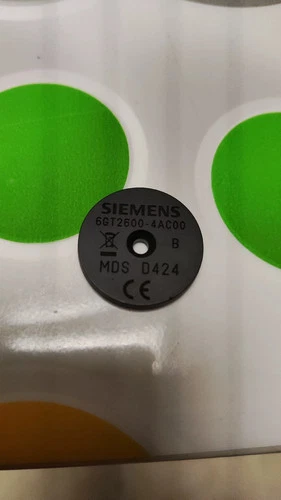 SIEMENS
6GT2600-4AC00
B
MDS D424
CE